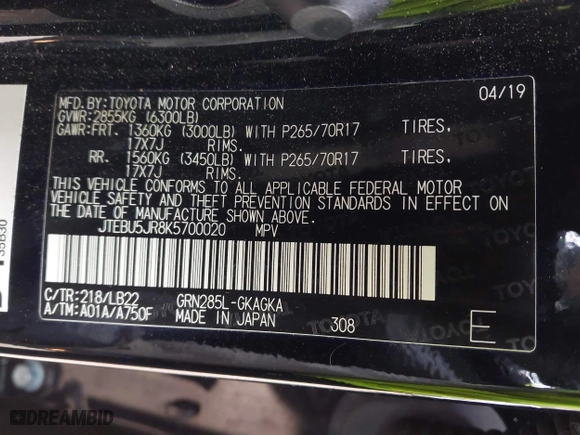 MFD.BY:TOYOTA MOTOR CORPORATION 04/19
GVWR:2855KG (6300LB)
GAWR:FRT. 1360KG (3000LB) WITH P265/70R17 TIRES,
17X7J RIMS.
RR. 1560KG (3450LB) WITH P265/70R17 TIRES,
17X7J RIMS.
THIS VEHICLE CONFORMS TO ALL APPLICABLE FEDERAL MOTOR
VEHICLE SAFETY AND THEFT PREVENTION STANDARDS IN EFFECT ON
THE DATE OF MANUFACTURE SHOWN ABOVE.
JTEBU5JR8K5700020 MPV
C/TR:218/LB22 GRN285L-GKAGKA
A/TM:A01A/A750F MADE IN JAPAN 308 E
35B30
DREAMBID